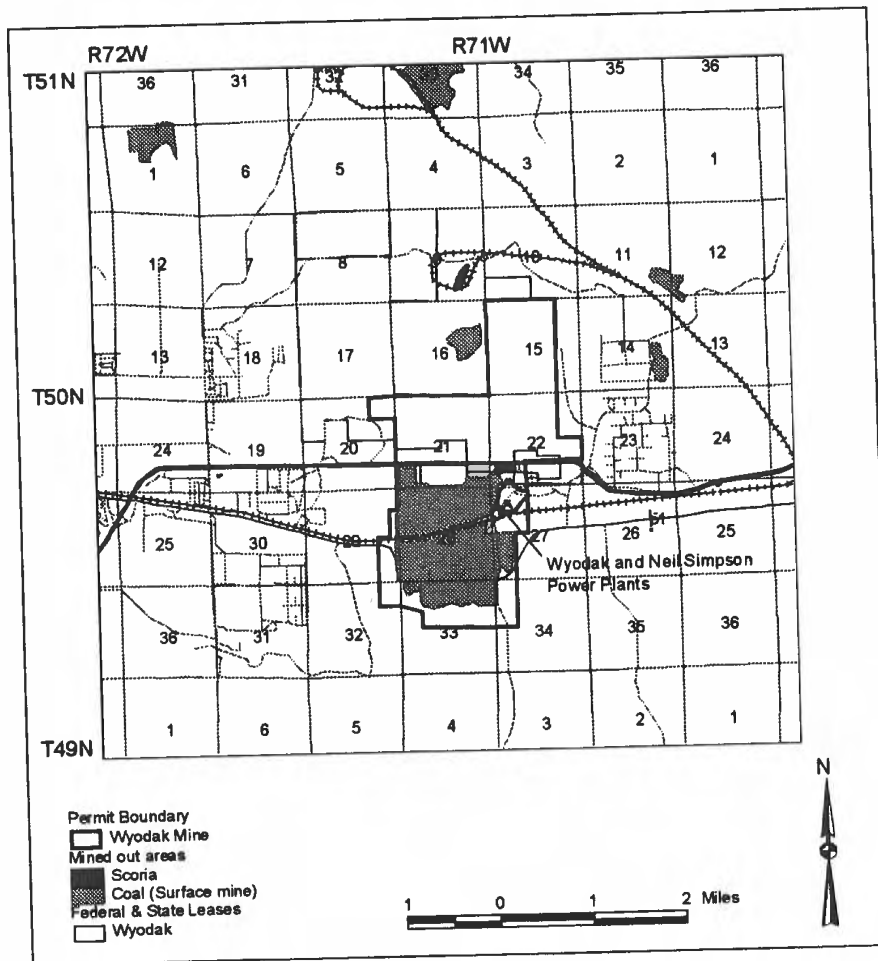 R72W R71W
T51N 36 31 32 33 34 35 36
1 6 5 4 3 2 1
12 7 8 10 11 12
13 18 17 16 15 14 13
T50N
24 19 20 21 22 23 24
25 30 29 28 27 26 51 25
Wyodak and Neil Simpson
Power Plants
36 31 32 33 34 35 36
1 6 5 4 3 2 1
T49N
N
Permit Boundary
Wyodak Mine
Mined out areas
Scoria
Coal (Surface mine)
Federal & State Leases
Wyodak
1 0 1 2 Miles